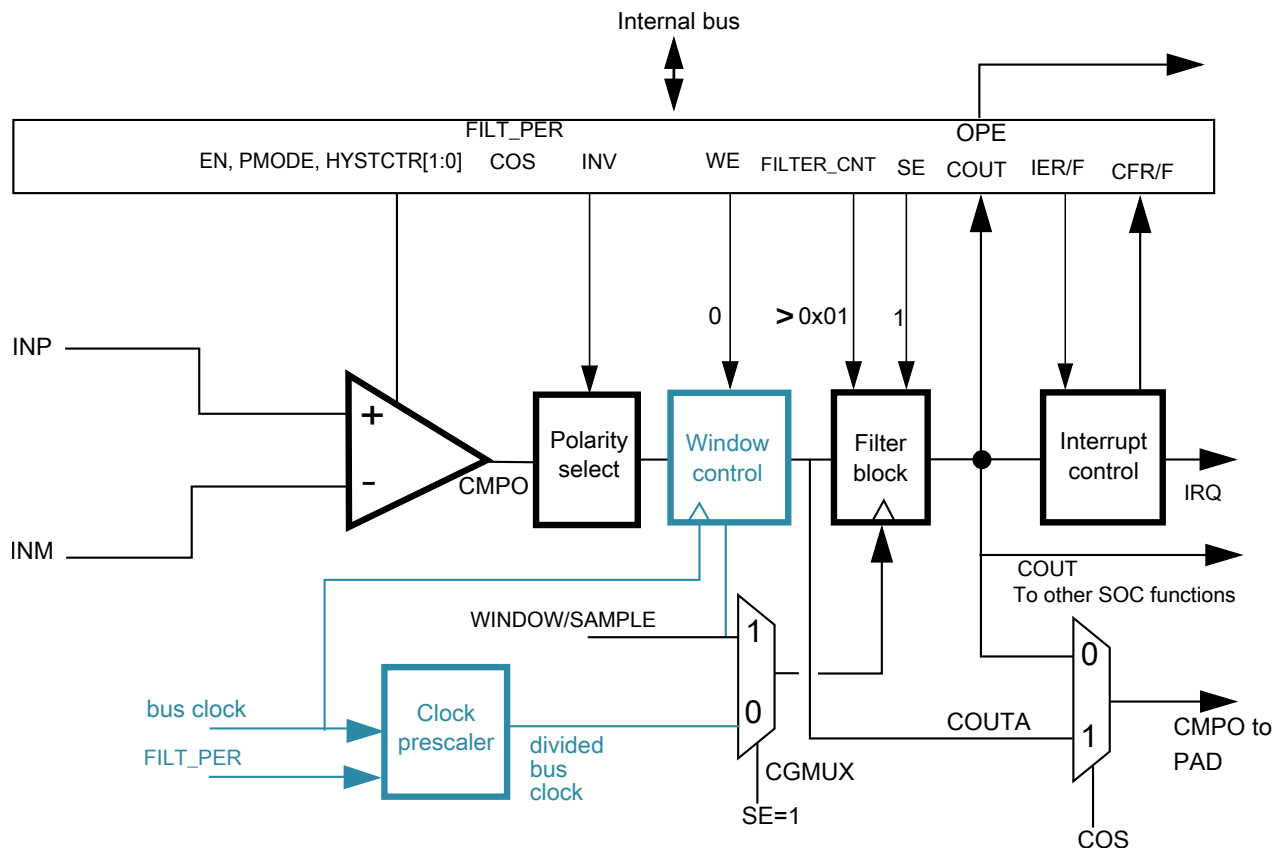 Internal bus
FILT_PER
OPE
EN, PMODE, HYSTCTR[1:0]
COS
INV
WE
FILTER_CNT
SE
COUT
IER/F
CFR/F
0
> 0x01
1
INP
+
-
INM
CMPO
Polarity
select
Window
control
Filter
block
Interrupt
control
IRQ
COUT
To other SOC functions
WINDOW/SAMPLE
1
0
CGMUX
SE=1
bus clock
FILT_PER
Clock
prescaler
divided
bus
clock
COUTA
0
1
CMPO to
PAD
COS